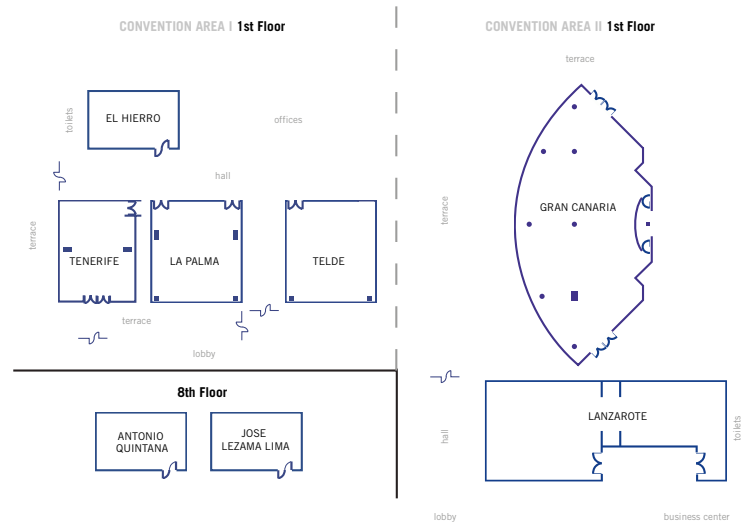 CONVENTION AREA I 1st Floor
toilets
EL HIERRO
offices
hall
terrace
TENERIFE
LA PALMA
TELDE
terrace
lobby
8th Floor
ANTONIO
QUINTANA
JOSE
LEZAMA LIMA
CONVENTION AREA II 1st Floor
terrace
terrace
GRAN CANARIA
LANZAROTE
hall
toilets
lobby
business center